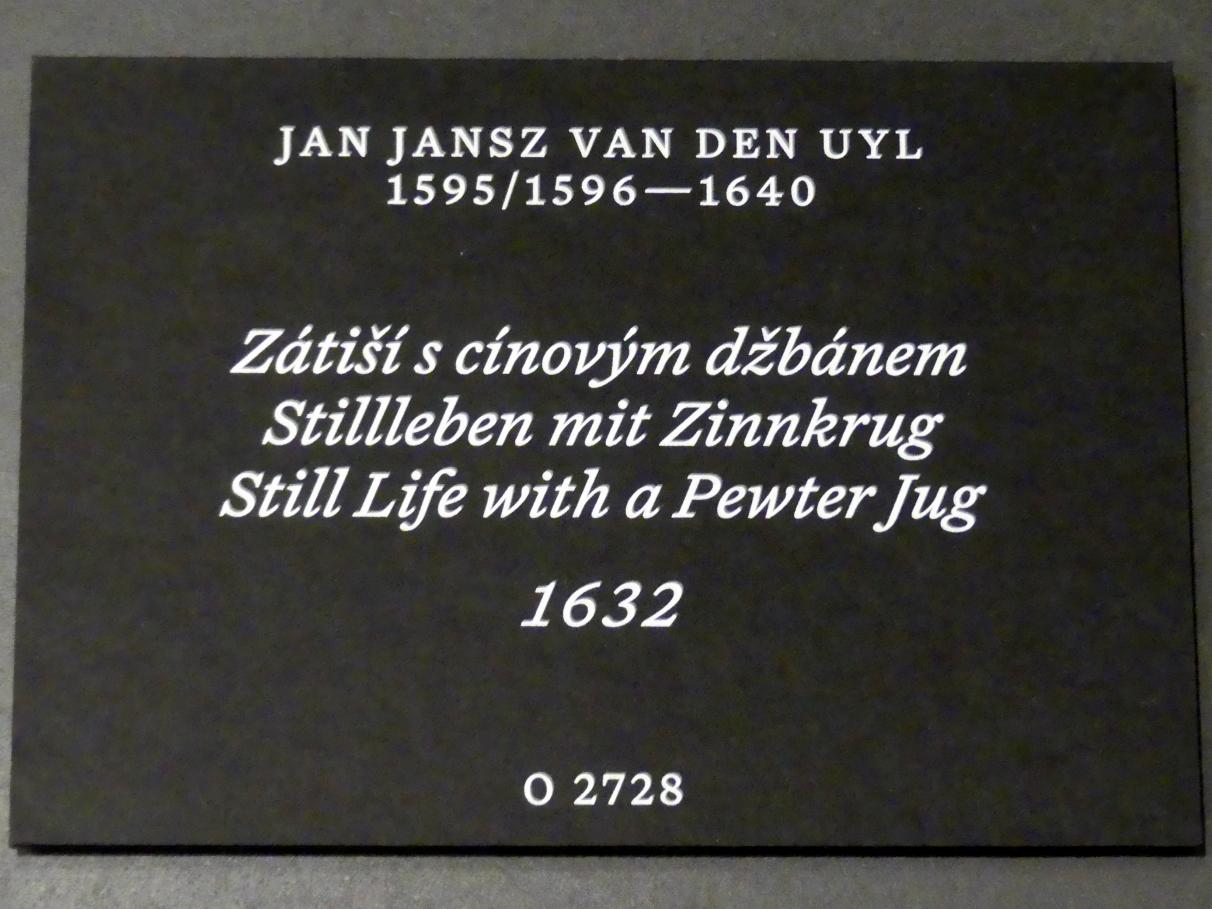 JAN JANSZ VAN DEN UYL
1595/1596—1640
Zátiší s cínovým džbánem
Stillleben mit Zinnkrug
Still Life with a Pewter Jug
1632
O 2728